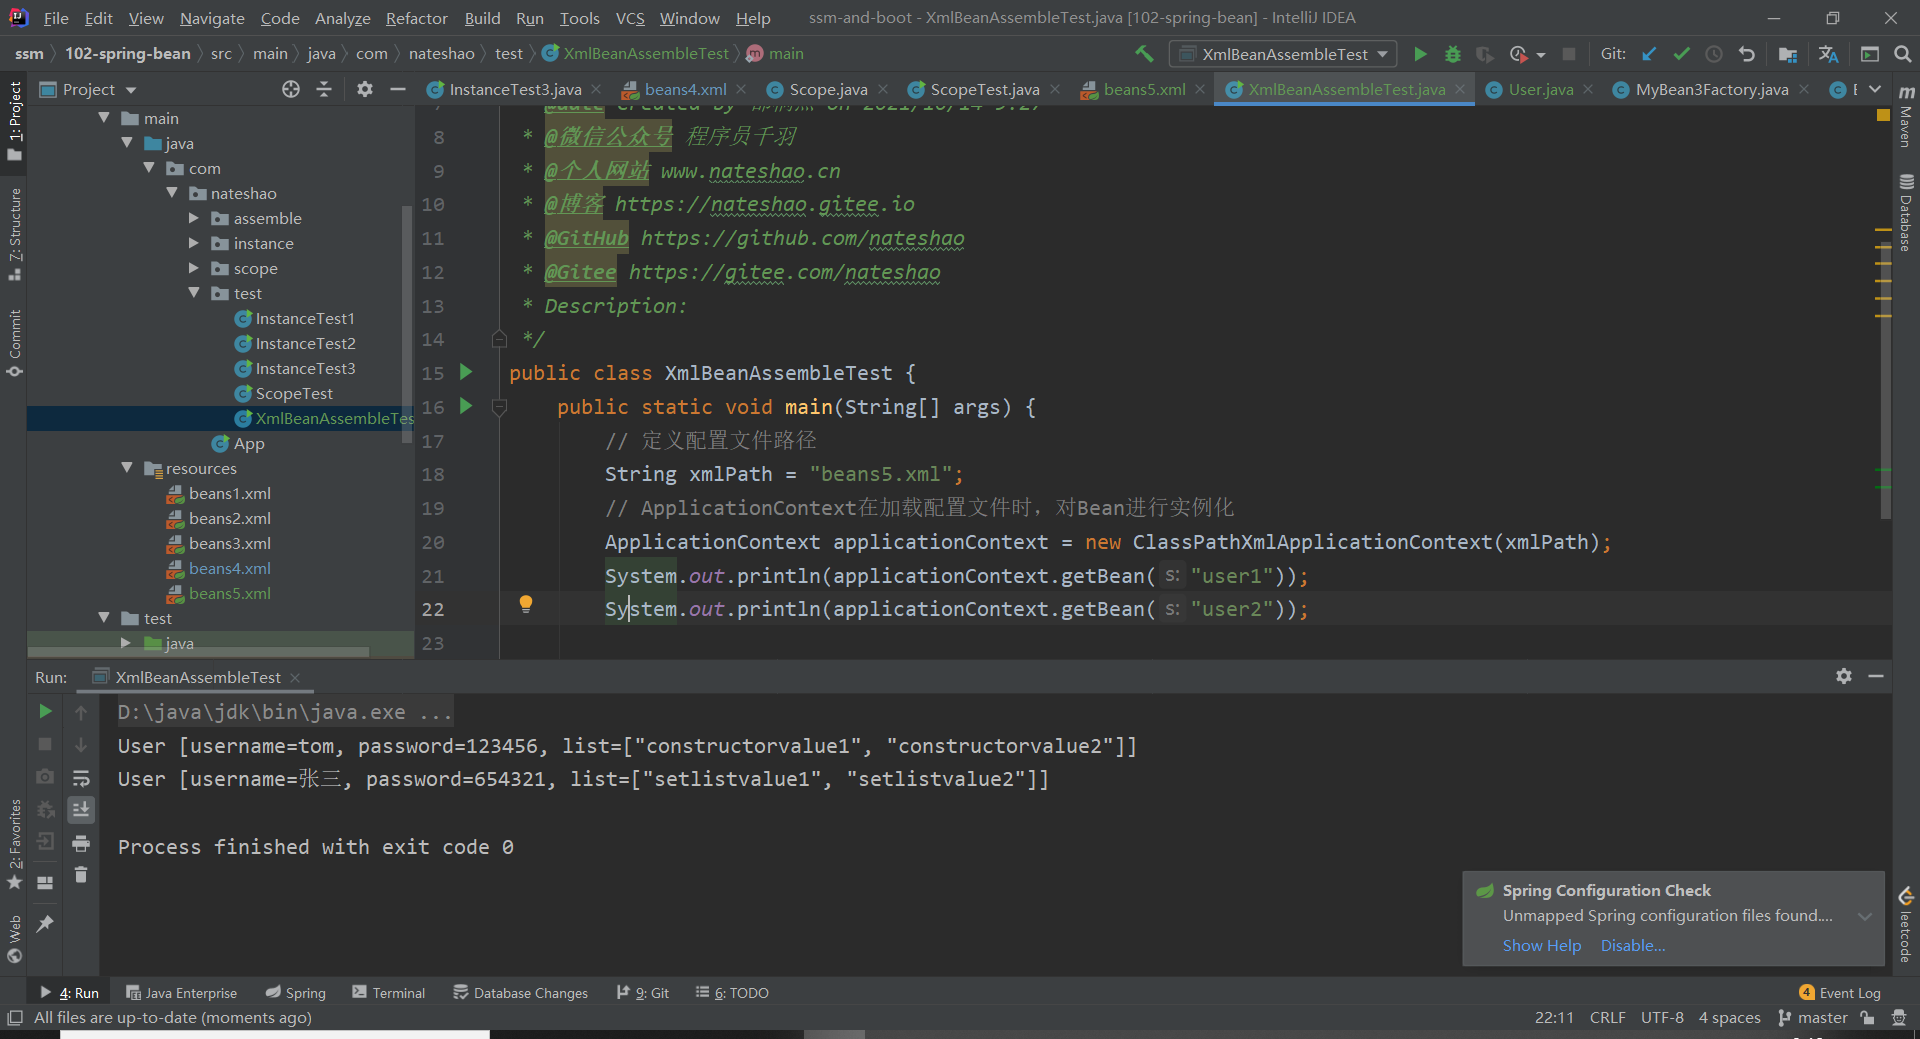 File Edit View Navigate Code Analyze Refactor Build Run Tools VCS Window Help ssm-and-boot - XmlBeanAssembleTest.java [102-spring-bean] - IntelliJ IDEA
ssm 102-spring-bean src main java com nateshao test XmlBeanAssembleTest main XmlBeanAssembleTest Git:
Project InstanceTest3.java beans4.xml Scope.java ScopeTest.java beans5.xml XmlBeanAssembleTest.java User.java MyBean3Factory.java
main
java
com
nateshao
assemble
instance
scope
test
InstanceTest1
InstanceTest2
InstanceTest3
ScopeTest
XmlBeanAssembleTes
App
resources
beans1.xml
beans2.xml
beans3.xml
beans4.xml
beans5.xml
test
java
8 * @微信公众号 程序员千羽
9 * @个人网站 www.nateshao.cn
10 * @博客 https://nateshao.gitee.io
11 * @GitHub https://github.com/nateshao
12 * @Gitee https://gitee.com/nateshao
13 * Description:
14 */
15 public class XmlBeanAssembleTest {
16 public static void main(String[] args) {
17 // 定义配置文件路径
18 String xmlPath = "beans5.xml";
19 // ApplicationContext在加载配置文件时，对Bean进行实例化
20 ApplicationContext applicationContext = new ClassPathXmlApplicationContext(xmlPath);
21 System.out.println(applicationContext.getBean( s: "user1"));
22 System.out.println(applicationContext.getBean( s: "user2"));
23
1: Project
7: Structure
Commit
2: Favorites
Web
Maven
Database
leetcode
Run: XmlBeanAssembleTest
D:\java\jdk\bin\java.exe ...
User [username=tom, password=123456, list=["constructorvalue1", "constructorvalue2"]]
User [username=张三, password=654321, list=["setlistvalue1", "setlistvalue2"]]
Process finished with exit code 0
Spring Configuration Check
Unmapped Spring configuration files found....
Show Help Disable...
4: Run Java Enterprise Spring Terminal Database Changes 9: Git 6: TODO 4 Event Log
All files are up-to-date (moments ago) 22:11 CRLF UTF-8 4 spaces master